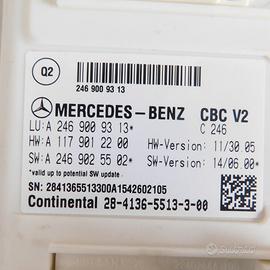 Q2
246 900 93 13
MERCEDES-BENZ CBC V2
LU:A 246 900 93 13* C 246
HW:A 117 901 22 00 HW-Version: 11/30.05
SW:A 246 902 55 02* SW-Version: 14/06.00*
*valid up to potential SW update
SN: 2841365513300A1542602105
Continental 28-4136-5513-3-00
Subito.it